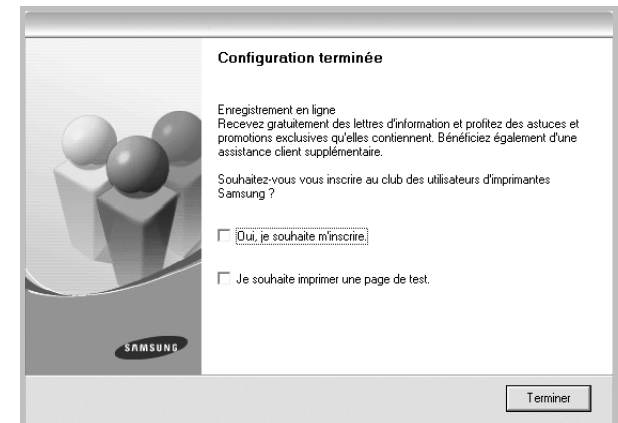 Configuration terminée
Enregistrement en ligne
Recevez gratuitement des lettres d'information et profitez des astuces et
promotions exclusives qu'elles contiennent. Bénéficiez également d'une
assistance client supplémentaire.
Souhaitez-vous vous inscrire au club des utilisateurs d'imprimantes
Samsung ?
Oui, je souhaite m'inscrire.
Je souhaite imprimer une page de test.
SAMSUNG
Terminer